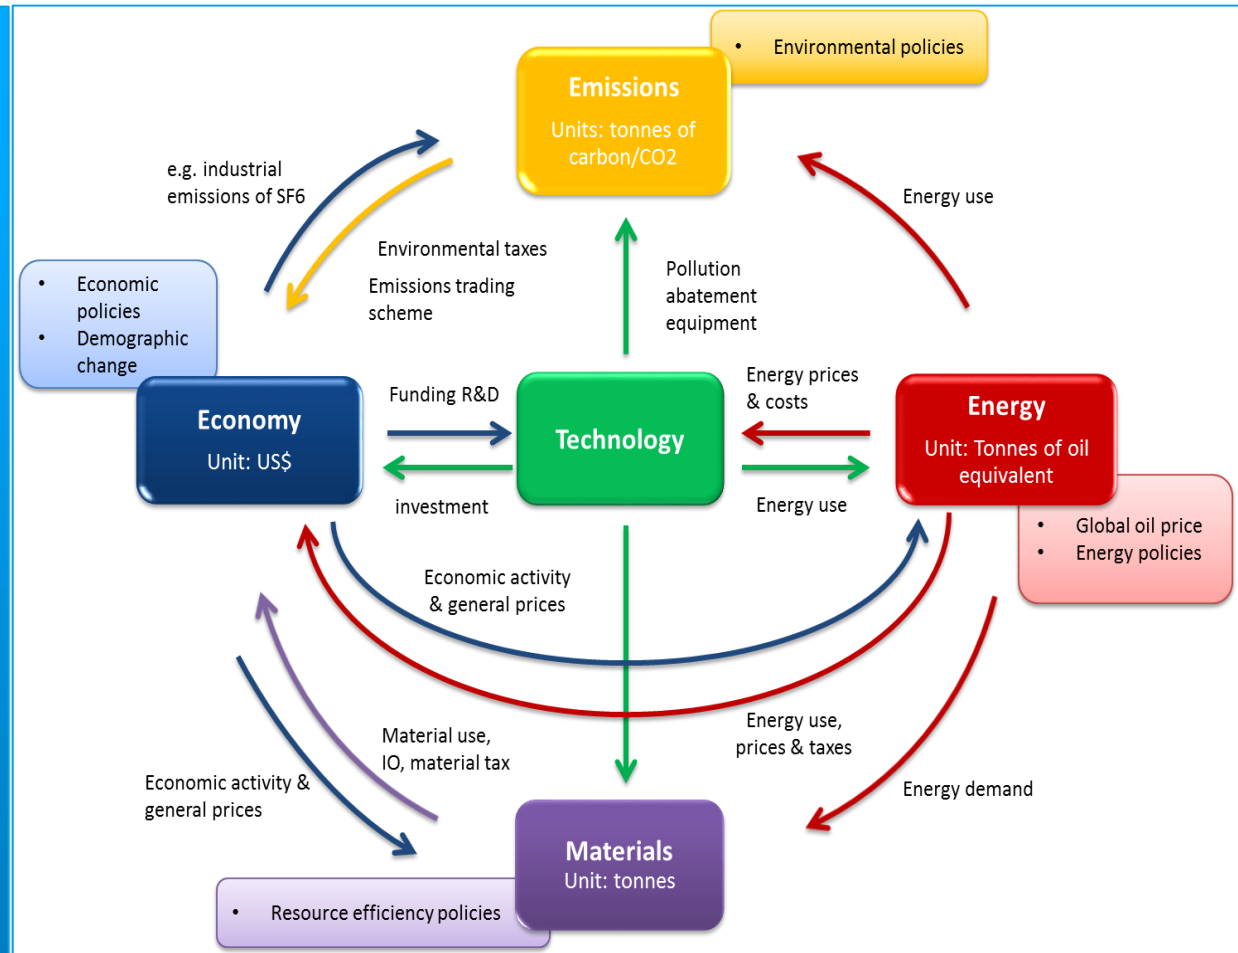 • Environmental policies
Emissions
Units: tonnes of
carbon/CO2
e.g. industrial
emissions of SF6
Energy use
Environmental taxes
Emissions trading
scheme
Pollution
abatement
equipment
• Economic
policies
• Demographic
change
Funding R&D
Energy prices
& costs
Economy
Unit: US$
Technology
Energy
Unit: Tonnes of oil
equivalent
investment
Energy use
• Global oil price
• Energy policies
Economic activity
& general prices
Material use,
IO, material tax
Energy use,
prices & taxes
Economic activity &
general prices
Energy demand
Materials
Unit: tonnes
• Resource efficiency policies